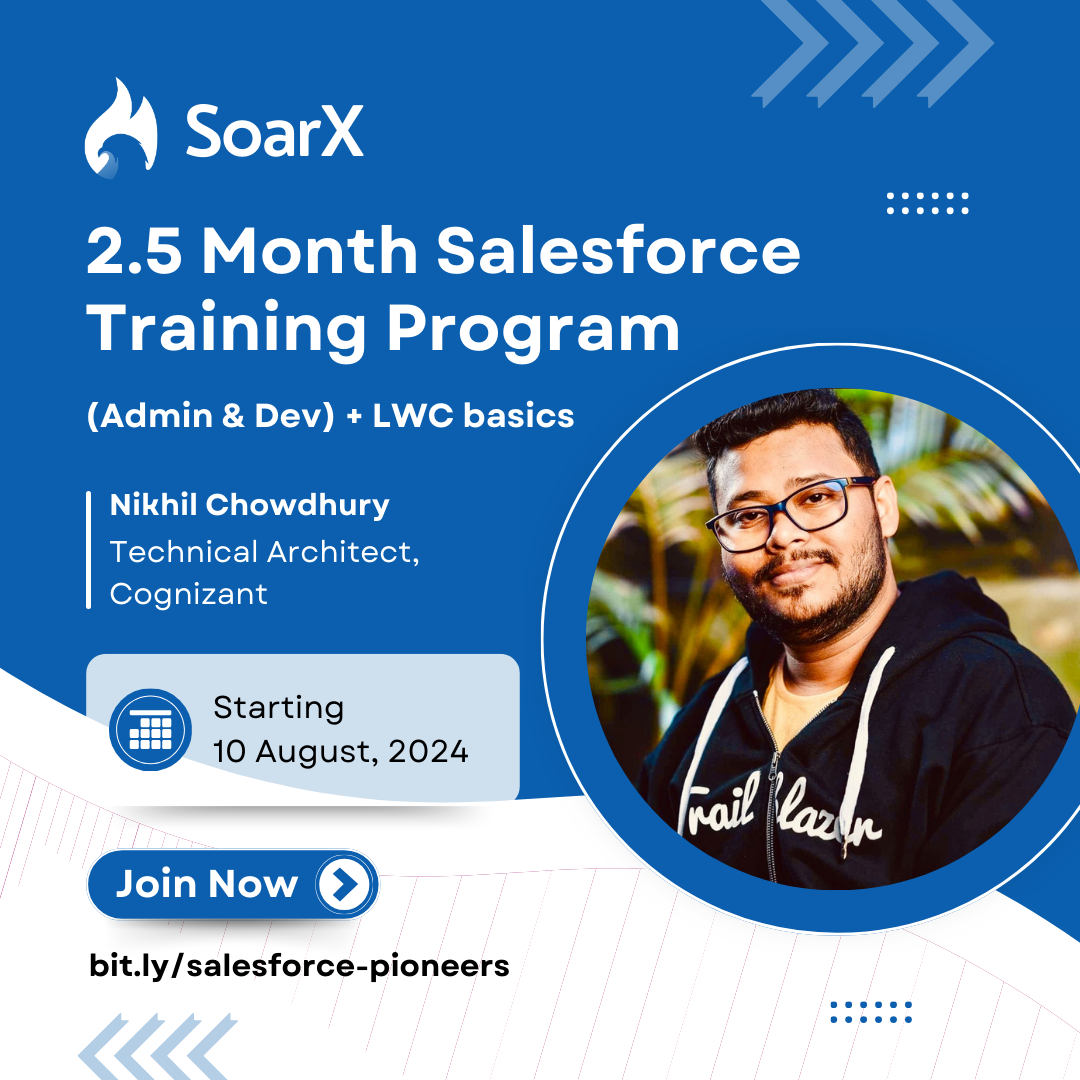 SoarX
2.5 Month Salesforce
Training Program
(Admin & Dev) + LWC basics
Nikhil Chowdhury
Technical Architect,
Cognizant
Starting
10 August, 2024
Trailblazer
Join Now
bit.ly/salesforce-pioneers